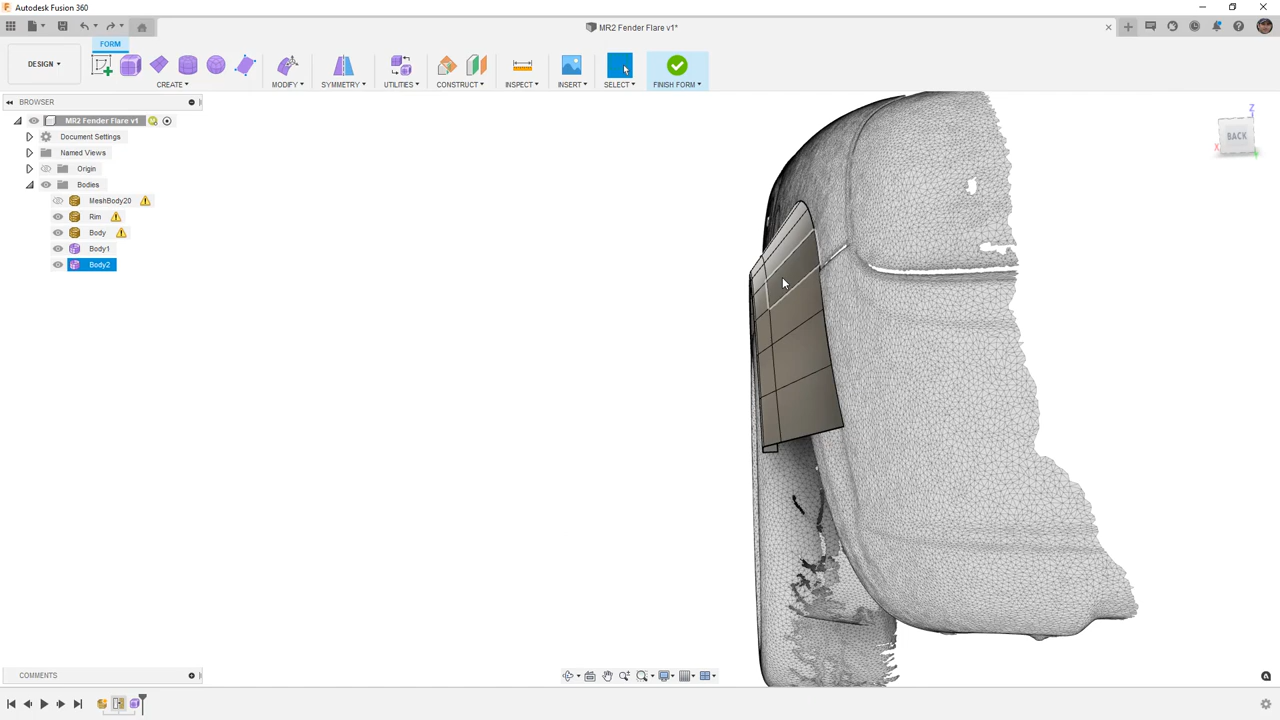 Autodesk Fusion 360
MR2 Fender Flare v1*
DESIGN
FORM
CREATE
MODIFY
SYMMETRY
UTILITIES
CONSTRUCT
INSPECT
INSERT
SELECT
FINISH FORM
BROWSER
MR2 Fender Flare v1
Document Settings
Named Views
Origin
Bodies
MeshBody20
Rim
Body
Body1
Body2
Z
BACK
X
COMMENTS